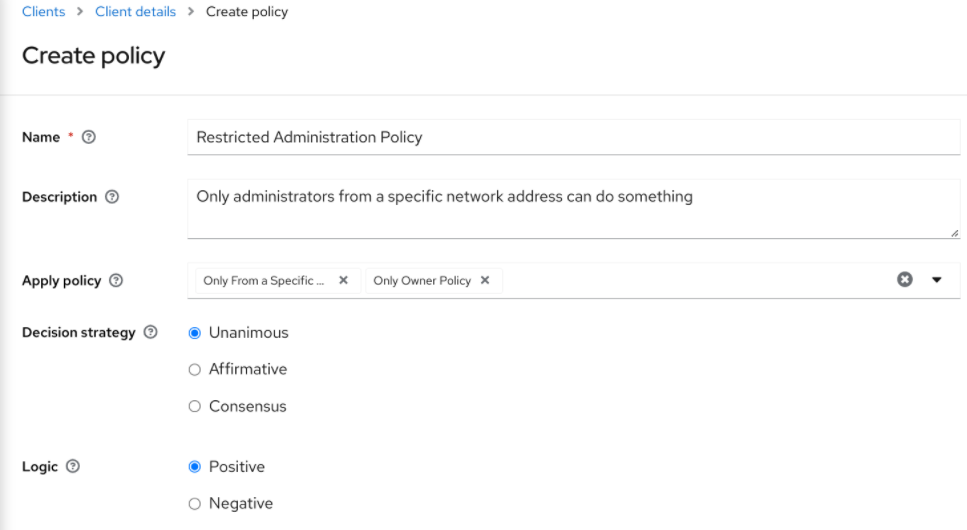 Clients > Client details > Create policy
Create policy
Name * Restricted Administration Policy
Description Only administrators from a specific network address can do something
Apply policy Only From a Specific ... Only Owner Policy
Decision strategy Unanimous
Affirmative
Consensus
Logic Positive
Negative